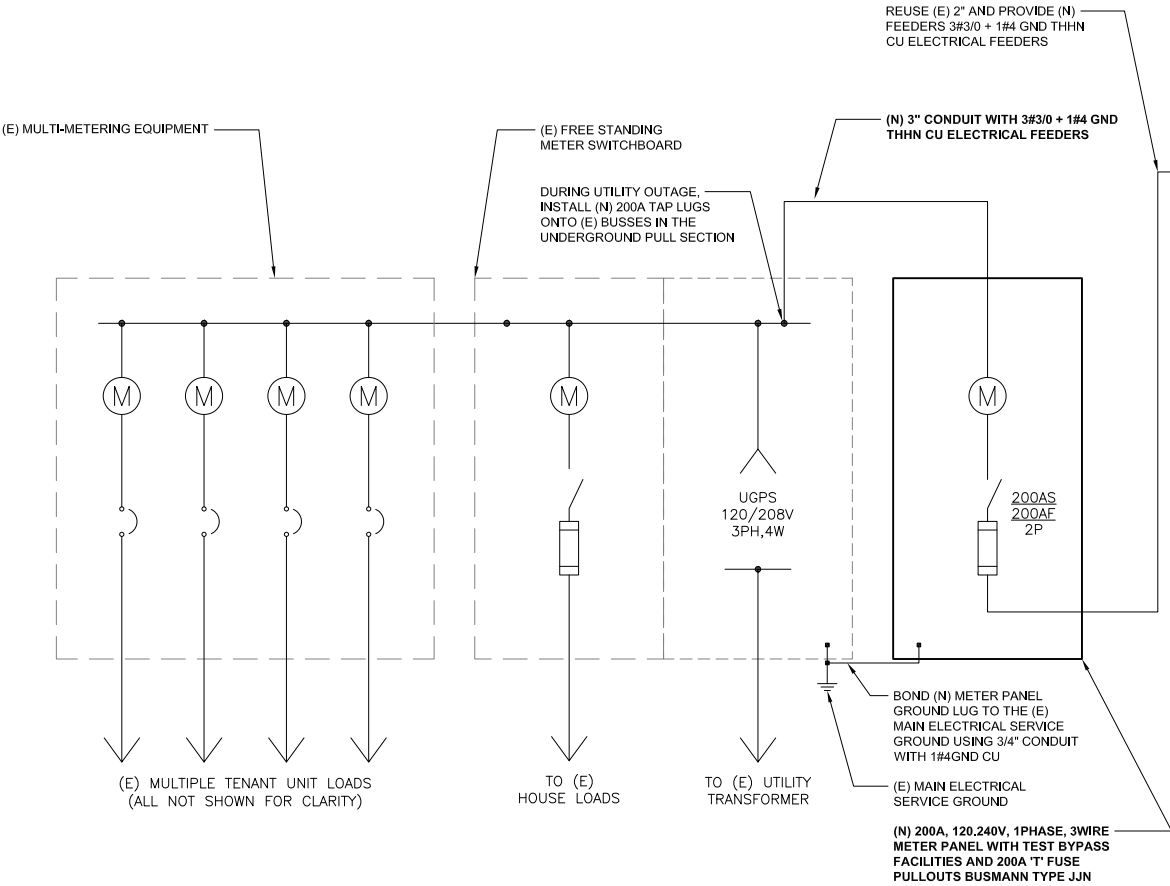 REUSE (E) 2" AND PROVIDE (N)
FEEDERS 3#3/0 + 1#4 GND THHN
CU ELECTRICAL FEEDERS
(E) MULTI-METERING EQUIPMENT
(E) FREE STANDING
METER SWITCHBOARD
(N) 3" CONDUIT WITH 3#3/0 + 1#4 GND
THHN CU ELECTRICAL FEEDERS
DURING UTILITY OUTAGE,
INSTALL (N) 200A TAP LUGS
ONTO (E) BUSSES IN THE
UNDERGROUND PULL SECTION
M
M
M
M
M
M
UGPS
120/208V
3PH,4W
200AS
200AF
2P
(E) MULTIPLE TENANT UNIT LOADS
(ALL NOT SHOWN FOR CLARITY)
TO (E)
HOUSE LOADS
TO (E) UTILITY
TRANSFORMER
BOND (N) METER PANEL
GROUND LUG TO THE (E)
MAIN ELECTRICAL SERVICE
GROUND USING 3/4" CONDUIT
WITH 1#4GND CU
(E) MAIN ELECTRICAL
SERVICE GROUND
(N) 200A, 120.240V, 1PHASE, 3WIRE
METER PANEL WITH TEST BYPASS
FACILITIES AND 200A 'T' FUSE
PULLOUTS BUSMANN TYPE JJN